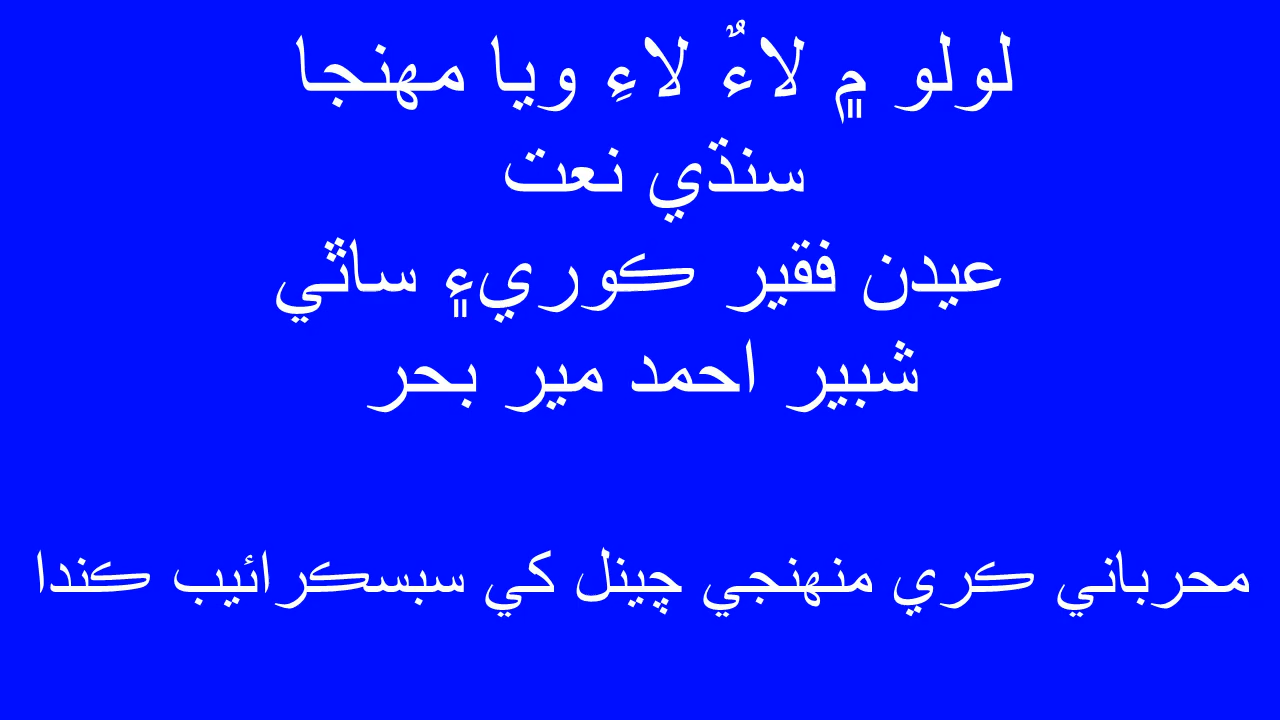 لولو ۾ لاءٌ لاءِ ويا مهنجا
سنڌي نعت
عيدن فقير ڪوريء۽ ساٿي
شبير احمد مير بحر
محرباني ڪري منهنجي چينل کي سبسڪرائيب ڪندا